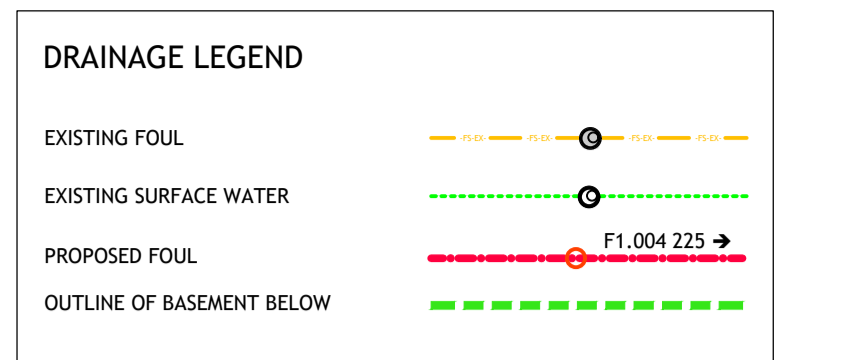 DRAINAGE LEGEND
EXISTING FOUL -FS-EX- -FS-EX- -FS-EX- -FS-EX-
EXISTING SURFACE WATER
F1.004 225 ➔
PROPOSED FOUL
OUTLINE OF BASEMENT BELOW